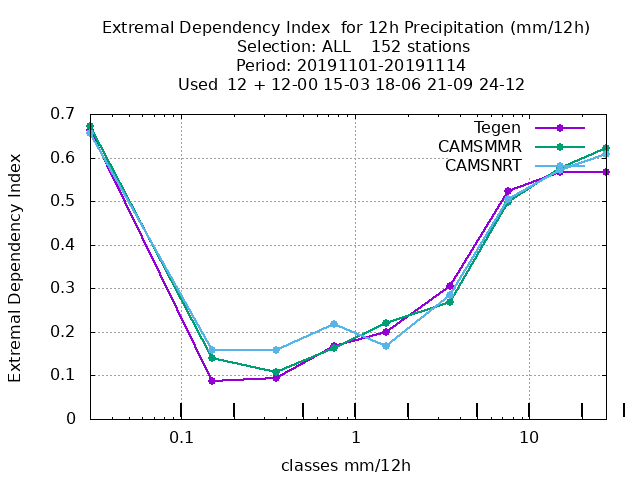 Extremal Dependency Index  for 12h Precipitation (mm/12h)
Selection: ALL    152 stations
Period: 20191101-20191114
Used  12 + 12-00 15-03 18-06 21-09 24-12
Tegen
CAMSMMR
CAMSNRT
0.7
0.6
0.5
0.4
0.3
0.2
0.1
0
Extremal Dependency Index
0.1 1 10
classes mm/12h